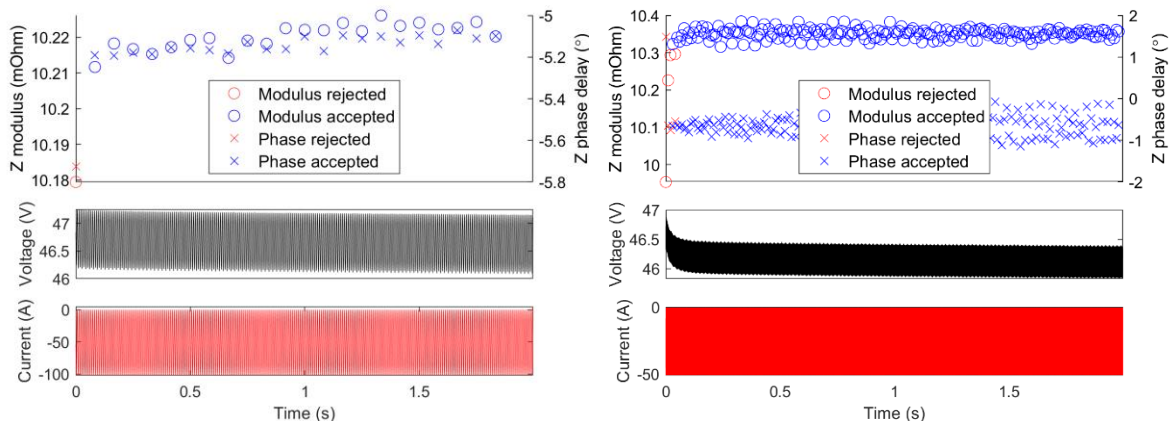 10.22
10.21
10.2
10.19
10.18
Z modulus (mOhm)
-5
-5.2
-5.4
-5.6
-5.8
Z phase delay (°)
Modulus rejected
Modulus accepted
Phase rejected
Phase accepted
47
46.5
46
Voltage (V)
0
-50
-100
Current (A)
0
0.5
1
1.5
Time (s)
10.4
10.3
10.2
10.1
10
Z modulus (mOhm)
2
1
0
-1
-2
Z phase delay (°)
Modulus rejected
Modulus accepted
Phase rejected
Phase accepted
47
46.5
46
Voltage (V)
0
-50
Current (A)
0
0.5
1
1.5
Time (s)